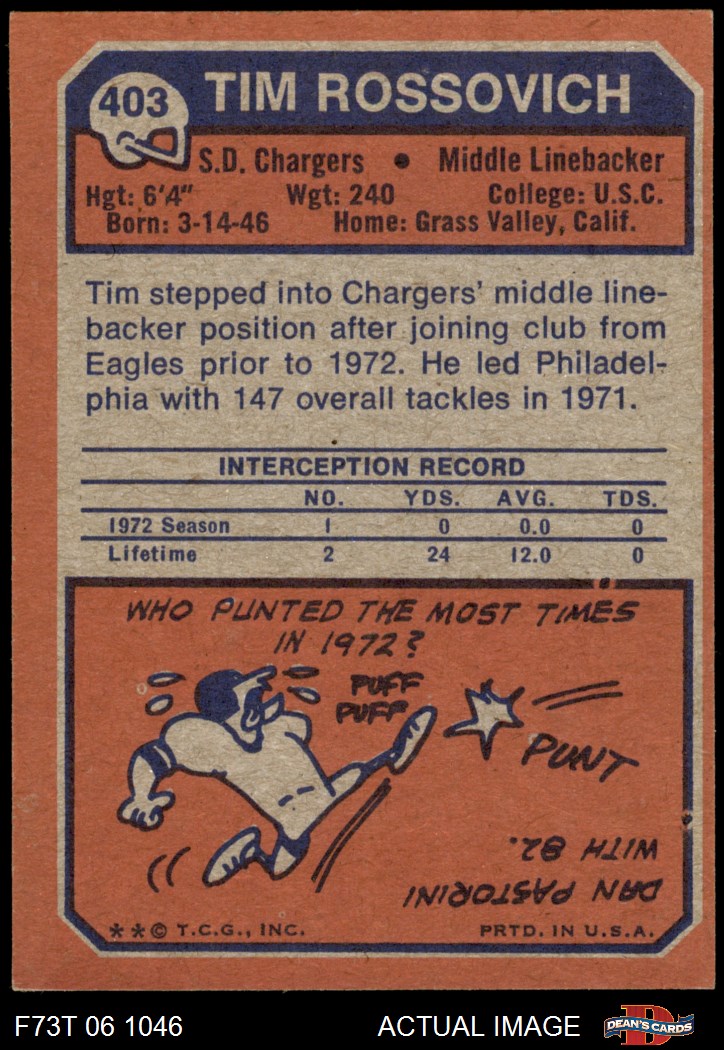 403
TIM ROSSOVICH
S.D. Chargers • Middle Linebacker
Hgt: 6'4" Wgt: 240 College: U.S.C.
Born: 3-14-46 Home: Grass Valley, Calif.
Tim stepped into Chargers' middle line-
backer position after joining club from
Eagles prior to 1972. He led Philadel-
phia with 147 overall tackles in 1971.
INTERCEPTION RECORD
NO. YDS. AVG. TDS.
1972 Season 1 0 0.0 0
Lifetime 2 24 12.0 0
WHO PUNTED THE MOST TIMES
IN 1972?
PUFF
PUFF
PUNT
DAN PASTORINI
WITH 82.
**© T.C.G., INC. PRTD. IN U.S.A.
F73T 06 1046 ACTUAL IMAGE D DEAN'S CARDS